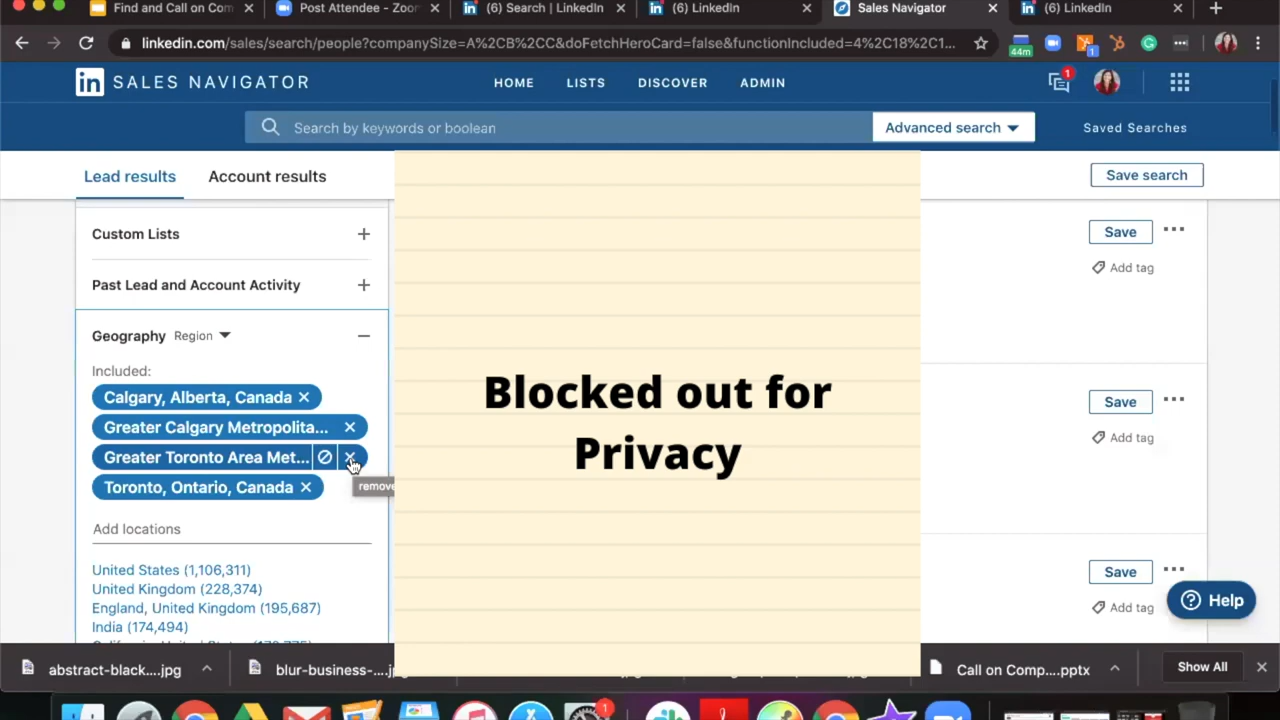 Find and Call on Com
Post Attendee - Zoor
(6) Search | LinkedIn
(6) LinkedIn
Sales Navigator
(6) LinkedIn
linkedin.com/sales/search/people?companySize=A%2CB%2CC&doFetchHeroCard=false&functionIncluded=4%2C18%2C1...
44m
1
in SALES NAVIGATOR
HOME LISTS DISCOVER ADMIN
1
Search by keywords or boolean
Advanced search
Saved Searches
Lead results
Account results
Save search
Custom Lists
Past Lead and Account Activity
Geography Region
Included:
Calgary, Alberta, Canada
Greater Calgary Metropolita...
Greater Toronto Area Met...
Toronto, Ontario, Canada
remove
Add locations
United States (1,106,311)
United Kingdom (228,374)
England, United Kingdom (195,687)
India (174,494)
Blocked out for
Privacy
Save
Add tag
Save
Add tag
Save
Add tag
Help
abstract-black....jpg
blur-business-....jpg
Call on Comp....pptx
Show All
1